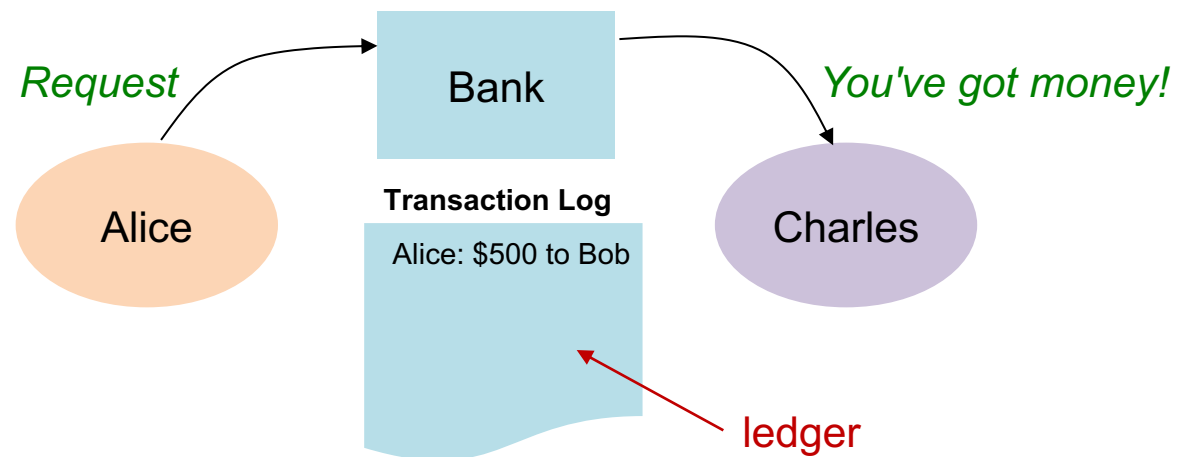 Request
Bank
You've got money!
Alice
Transaction Log
Charles
Alice: $500 to Bob
ledger